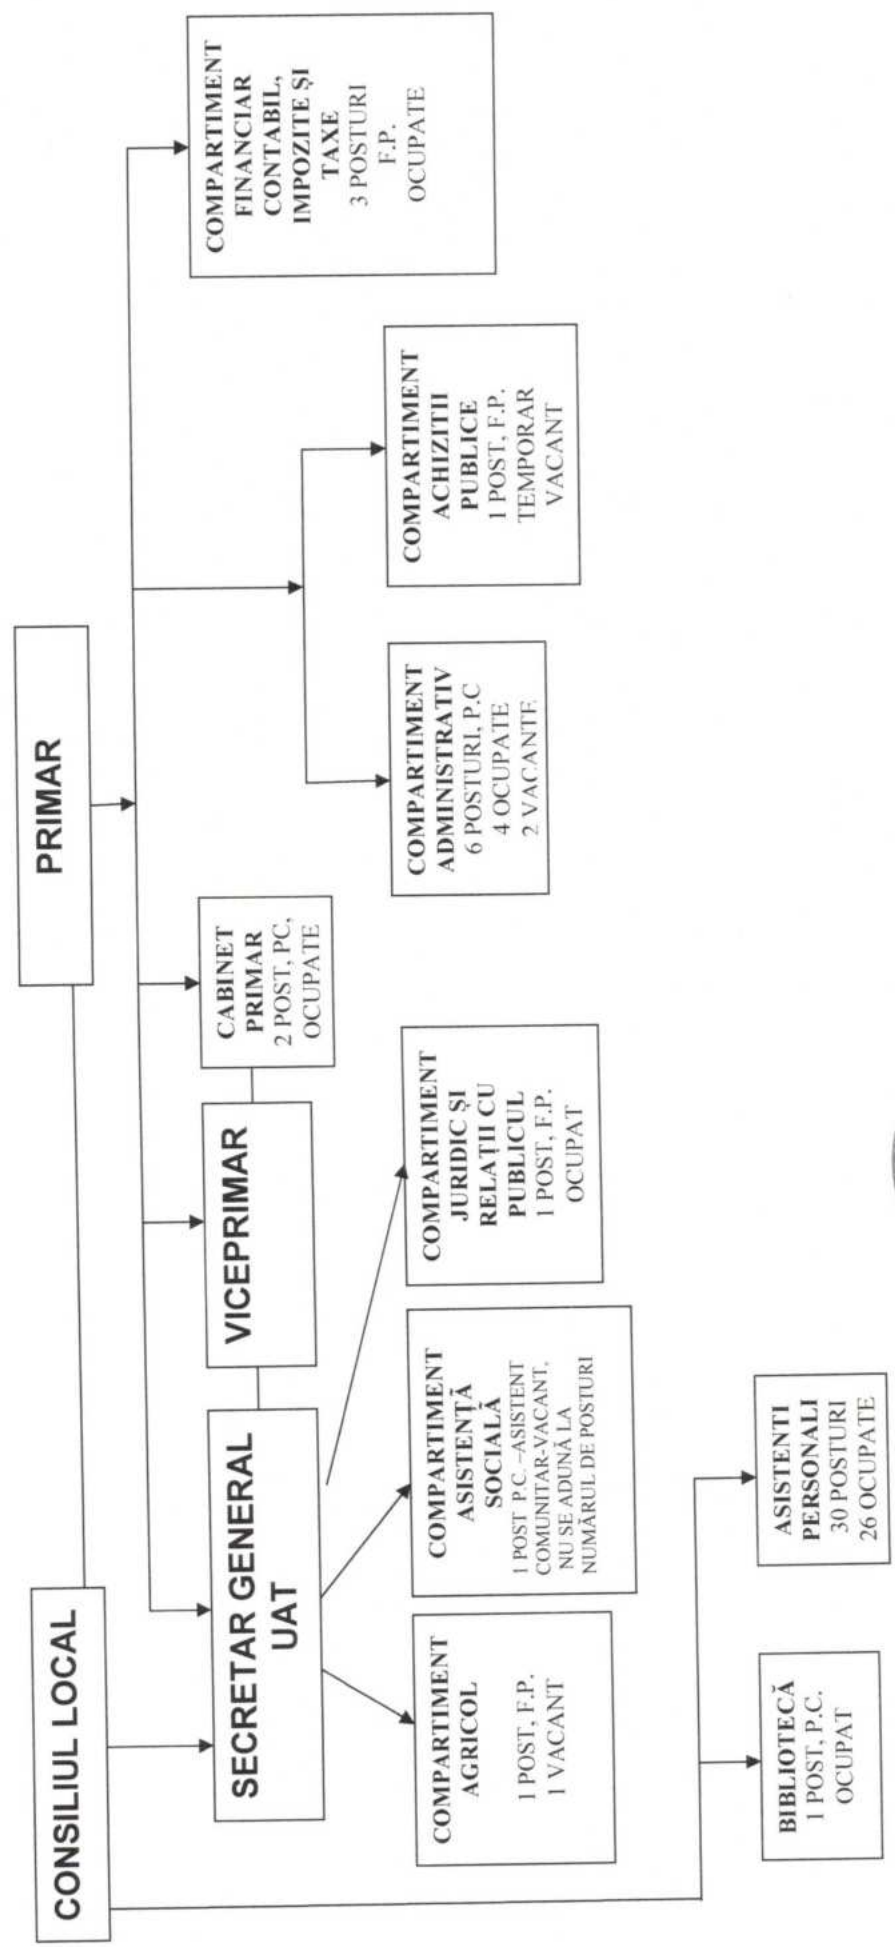 CONSILIUL LOCAL
PRIMAR
SECRETAR GENERAL
UAT
VICEPRIMAR
CABINET
PRIMAR
2 POST, PC,
OCUPATE
COMPARTIMENT
FINANCIAR
CONTABIL,
IMPOZITE ȘI
TAXE
3 POSTURI
F.P.
OCUPATE
COMPARTIMENT
AGRICOL
1 POST, F.P.
1 VACANT
COMPARTIMENT
ASISTENȚĂ
SOCIALĂ
1 POST P.C. –ASISTENT
COMUNITAR-VACANT,
NU SE ADUNĂ LA
NUMĂRUL DE POSTURI
COMPARTIMENT
JURIDIC ȘI
RELAȚII CU
PUBLICUL
1 POST, F.P.
OCUPAT
COMPARTIMENT
ADMINISTRATIV
6 POSTURI, P.C
4 OCUPATE
2 VACANTE
COMPARTIMENT
ACHIZITII
PUBLICE
1 POST, F.P.
TEMPORAR
VACANT
BIBLIOTECĂ
1 POST, P.C.
OCUPAT
ASISTENTI
PERSONALI
30 POSTURI
26 OCUPATE